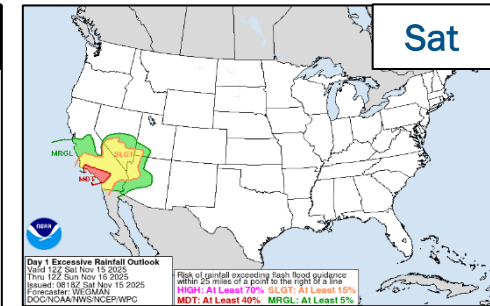 Sat
MRGL
SLGT
MDT
NOAA
Day 1 Excessive Rainfall Outlook
Valid 12Z Sat Nov 15 2025
Thru 12Z Sun Nov 16 2025
Issued: 0818Z Sat Nov 15 2025
Forecaster: WEGMAN
DOC/NOAA/NWS/NCEP/WPC
Risk of rainfall exceeding flash flood guidance
within 25 miles of a point to the right of a line
HIGH: At Least 70% SLGT: At Least 15%
MDT: At Least 40% MRGL: At Least 5%